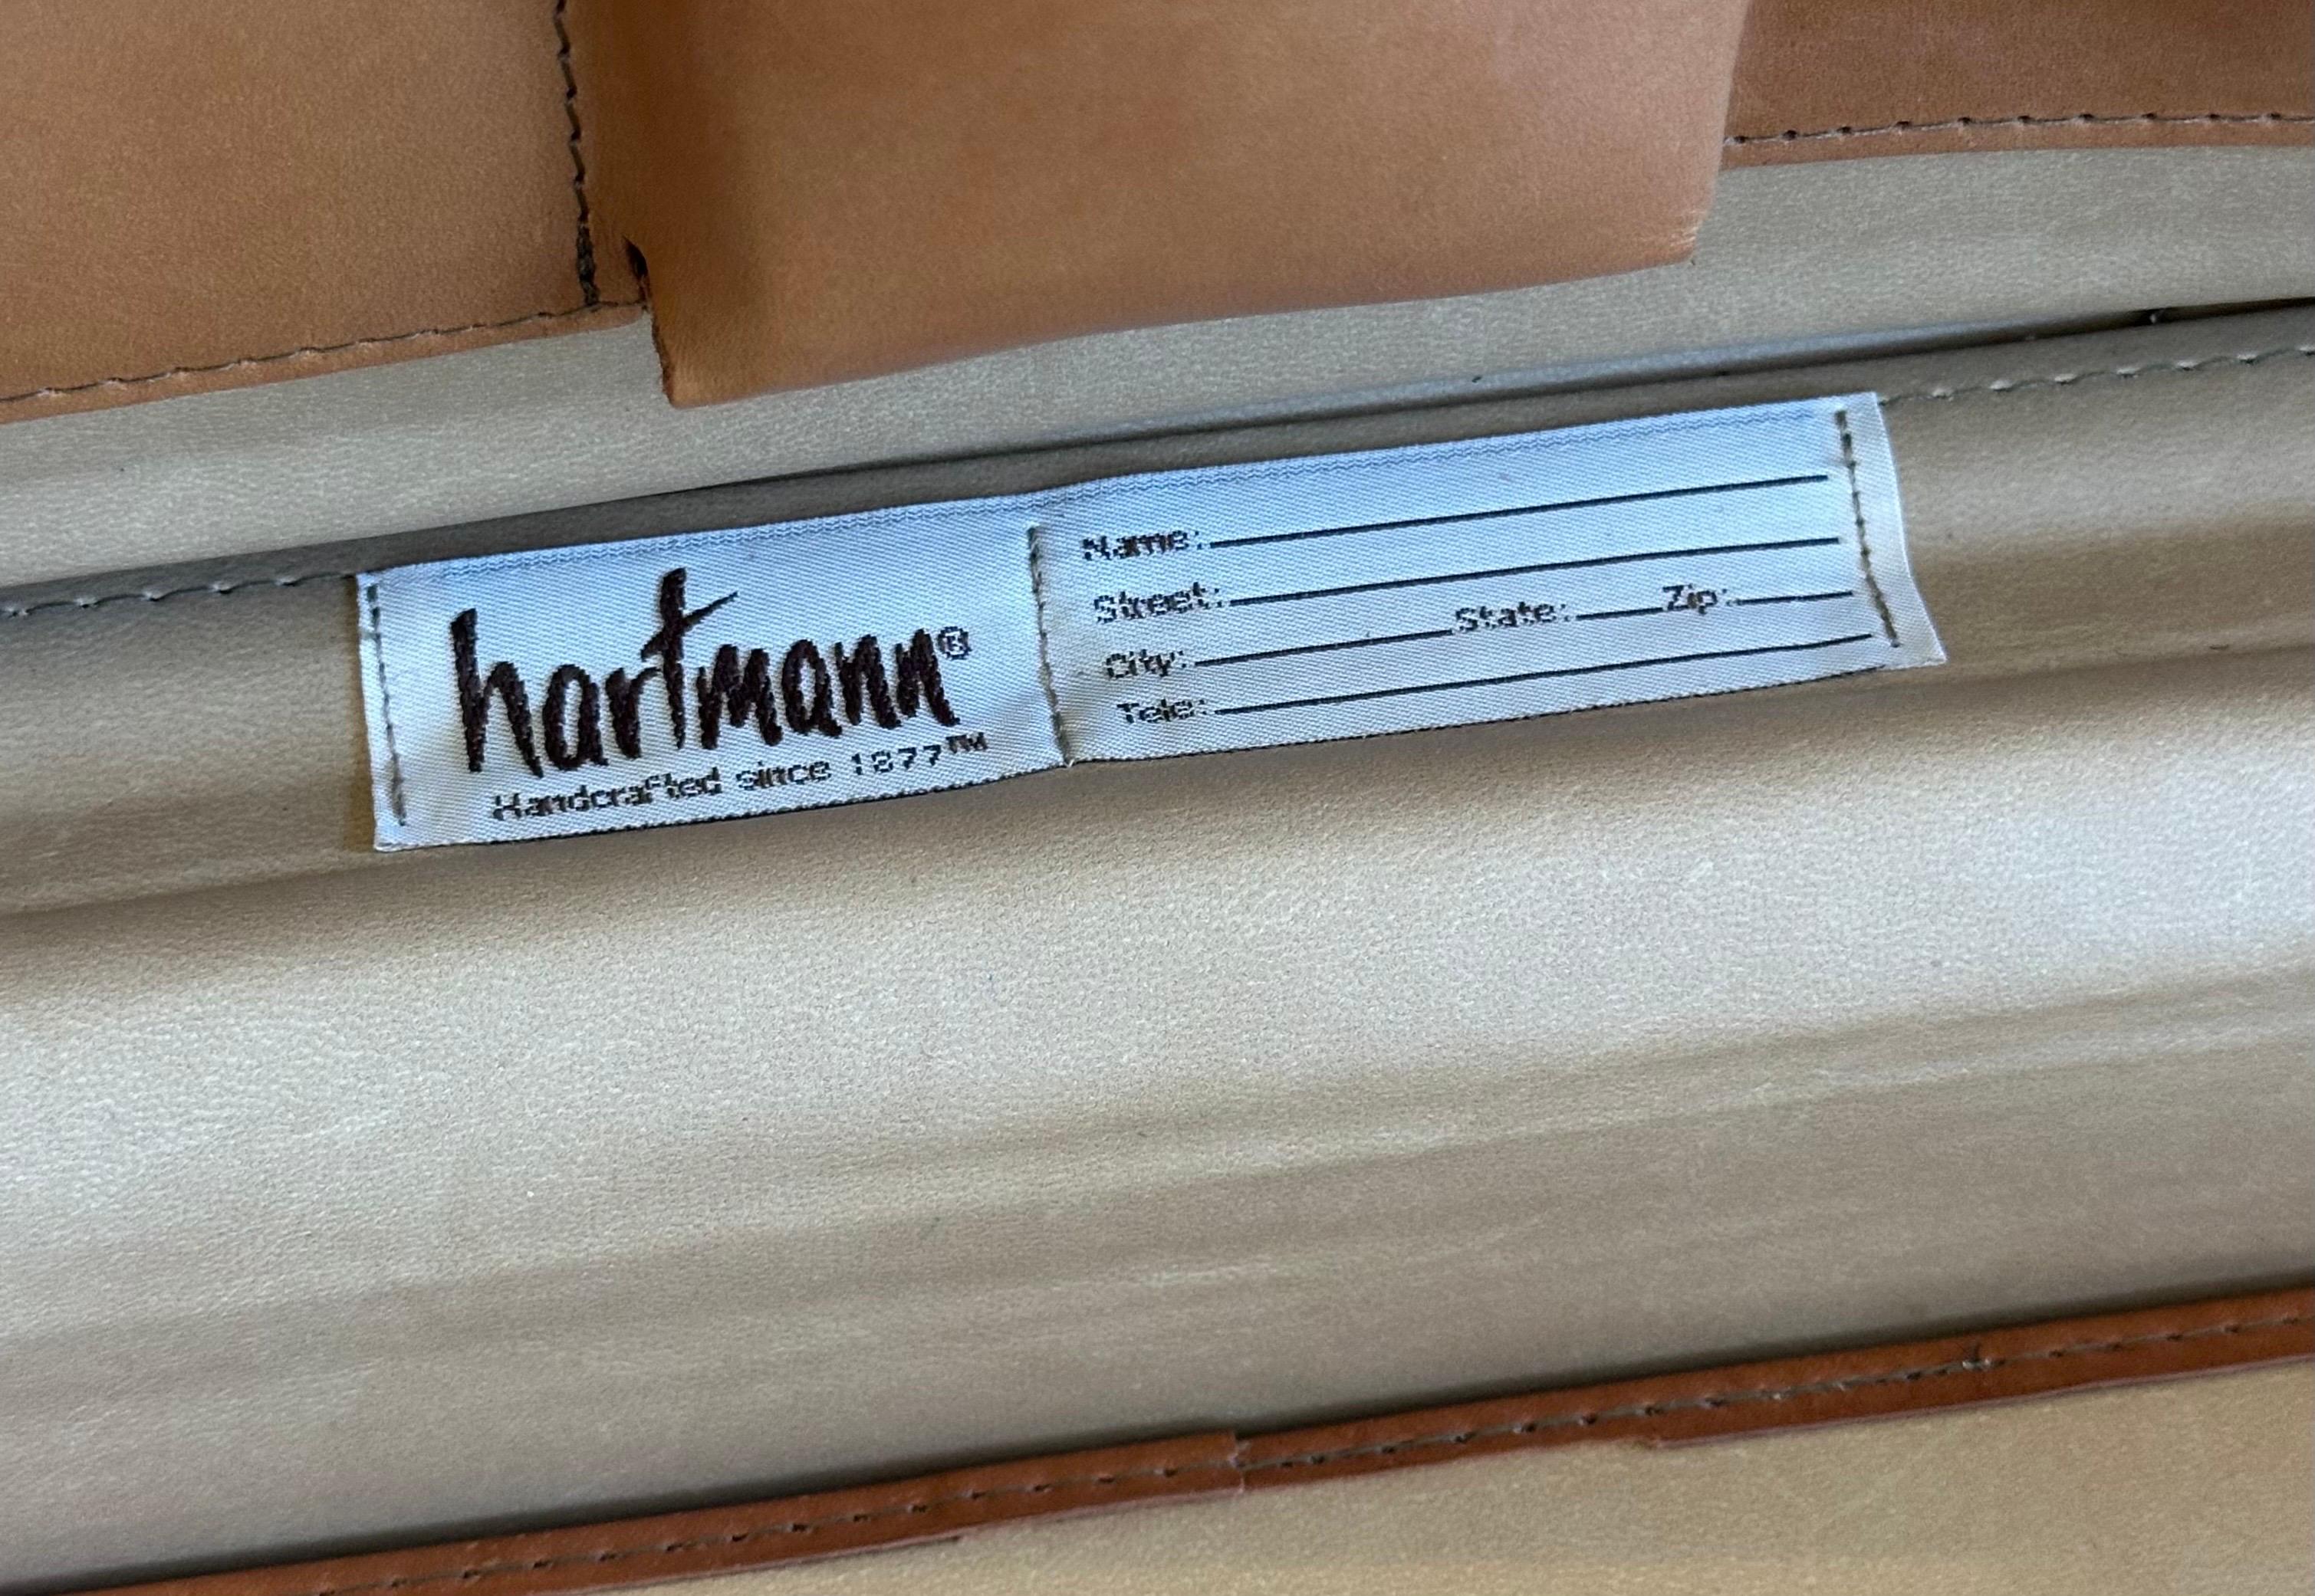 hartmann®
Handcrafted since 1877™
Name:
Street:
City: State: Zip:
Tele: